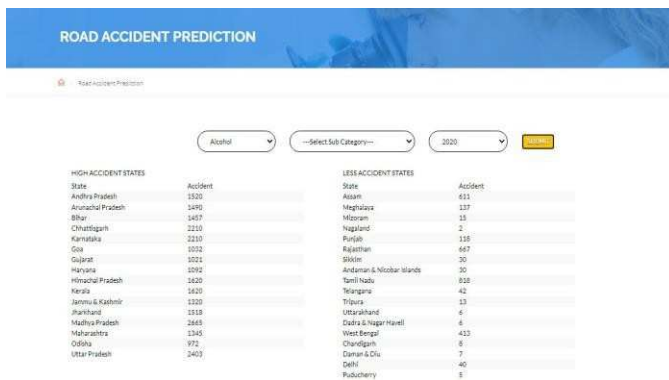 ROAD ACCIDENT PREDICTION
Road Accident Prediction
Alcohol
---Select Sub Category---
2020
HIGH ACCIDENT STATES
State Accident
Andhra Pradesh 1520
Arunachal Pradesh 1490
Bihar 1457
Chhattisgarh 2210
Karnataka 2210
Goa 1032
Gujarat 1021
Haryana 1092
Himachal Pradesh 1620
Kerala 1620
Jammu & Kashmir 1320
Jharkhand 1518
Madhya Pradesh 2665
Maharashtra 1345
Odisha 972
Uttar Pradesh 2403
LESS ACCIDENT STATES
State Accident
Assam 611
Meghalaya 137
Mizoram 15
Nagaland 2
Punjab 118
Rajasthan 667
Sikkim 30
Andaman & Nicobar Islands 30
Tamil Nadu 818
Telangana 42
Tripura 13
Uttarakhand 6
Dadra & Nagar Haveli 6
West Bengal 413
Chandigarh 8
Daman & Diu 7
Delhi 40
Puducherry 5